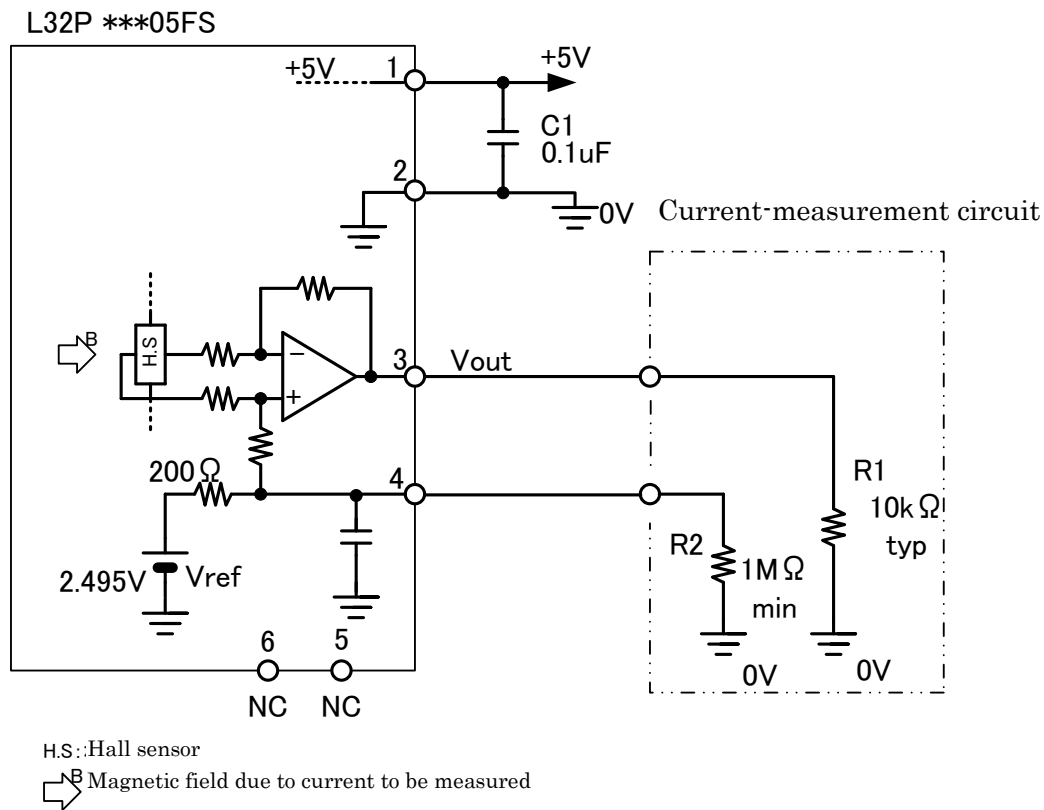 L32P ***05FS
+5V
1
+5V
C1
0.1uF
2
0V
Current-measurement circuit
B
H.S
−
+
3
Vout
200Ω
4
R1
10kΩ
typ
R2
1MΩ
min
2.495V
Vref
0V
0V
6
5
NC
NC
H.S.:Hall sensor
B Magnetic field due to current to be measured